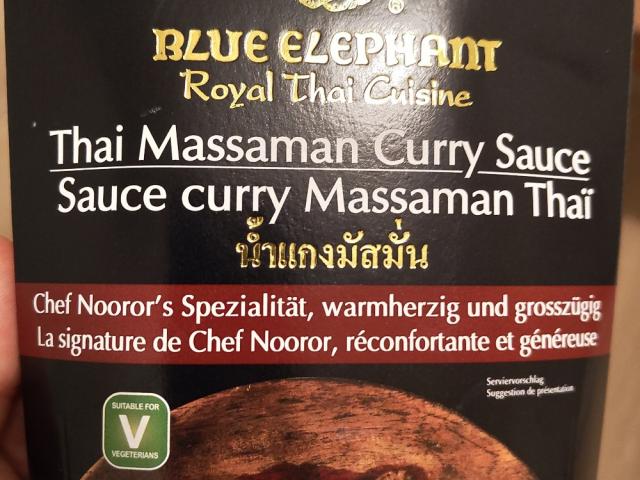 ®
BLUE ELEPHANT
Royal Thai Cuisine
Thai Massaman Curry Sauce
Sauce curry Massaman Thaï
น้ำแกงมัสมั่น
Chef Nooror's Spezialität, warmherzig und grosszügig
La signature de Chef Nooror, réconfortante et généreuse
Serviervorschlag
Suggestion de présentation
SUITABLE FOR
V
VEGETERIANS